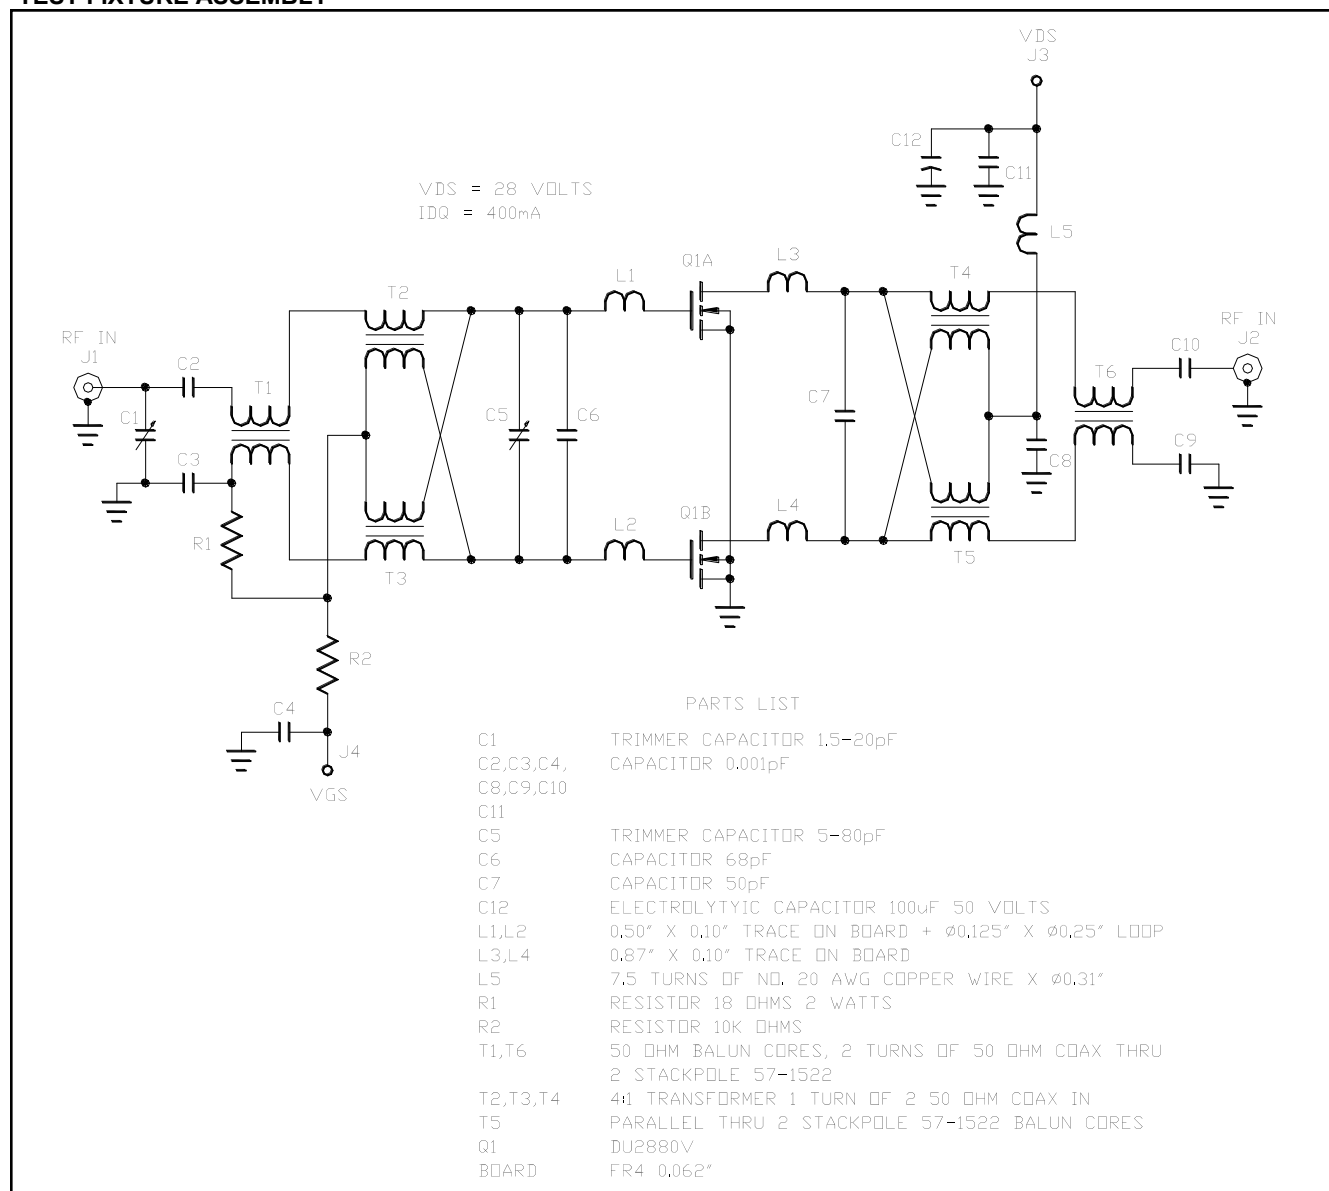 TEST FIXTURE ASSEMBLY
VDS
J3
C12
C11
VDS = 28 VOLTS
IDQ = 400mA
L5
Q1A
L3
L1
T4
T2
RF IN
J1
RF IN
J2
C2
C10
T1
T6
C7
C1
C5
C6
C9
C3
C8
Q1B
L4
L2
R1
T5
T3
R2
C4
J4
VGS
PARTS LIST
C1 TRIMMER CAPACITOR 1.5-20pF
C2,C3,C4, CAPACITOR 0.001pF
C8,C9,C10
C11
C5 TRIMMER CAPACITOR 5-80pF
C6 CAPACITOR 68pF
C7 CAPACITOR 50pF
C12 ELECTROLYTYIC CAPACITOR 100uF 50 VOLTS
L1,L2 0.50" X 0.10" TRACE ON BOARD + ø0.125" X ø0.25" LOOP
L3,L4 0.87" X 0.10" TRACE ON BOARD
L5 7.5 TURNS OF NO. 20 AWG COPPER WIRE X ø0.31"
R1 RESISTOR 18 OHMS 2 WATTS
R2 RESISTOR 10K OHMS
T1,T6 50 OHM BALUN CORES, 2 TURNS OF 50 OHM COAX THRU
2 STACKPOLE 57-1522
T2,T3,T4 4:1 TRANSFORMER 1 TURN OF 2 50 OHM COAX IN
T5 PARALLEL THRU 2 STACKPOLE 57-1522 BALUN CORES
Q1 DU2880V
BOARD FR4 0.062"